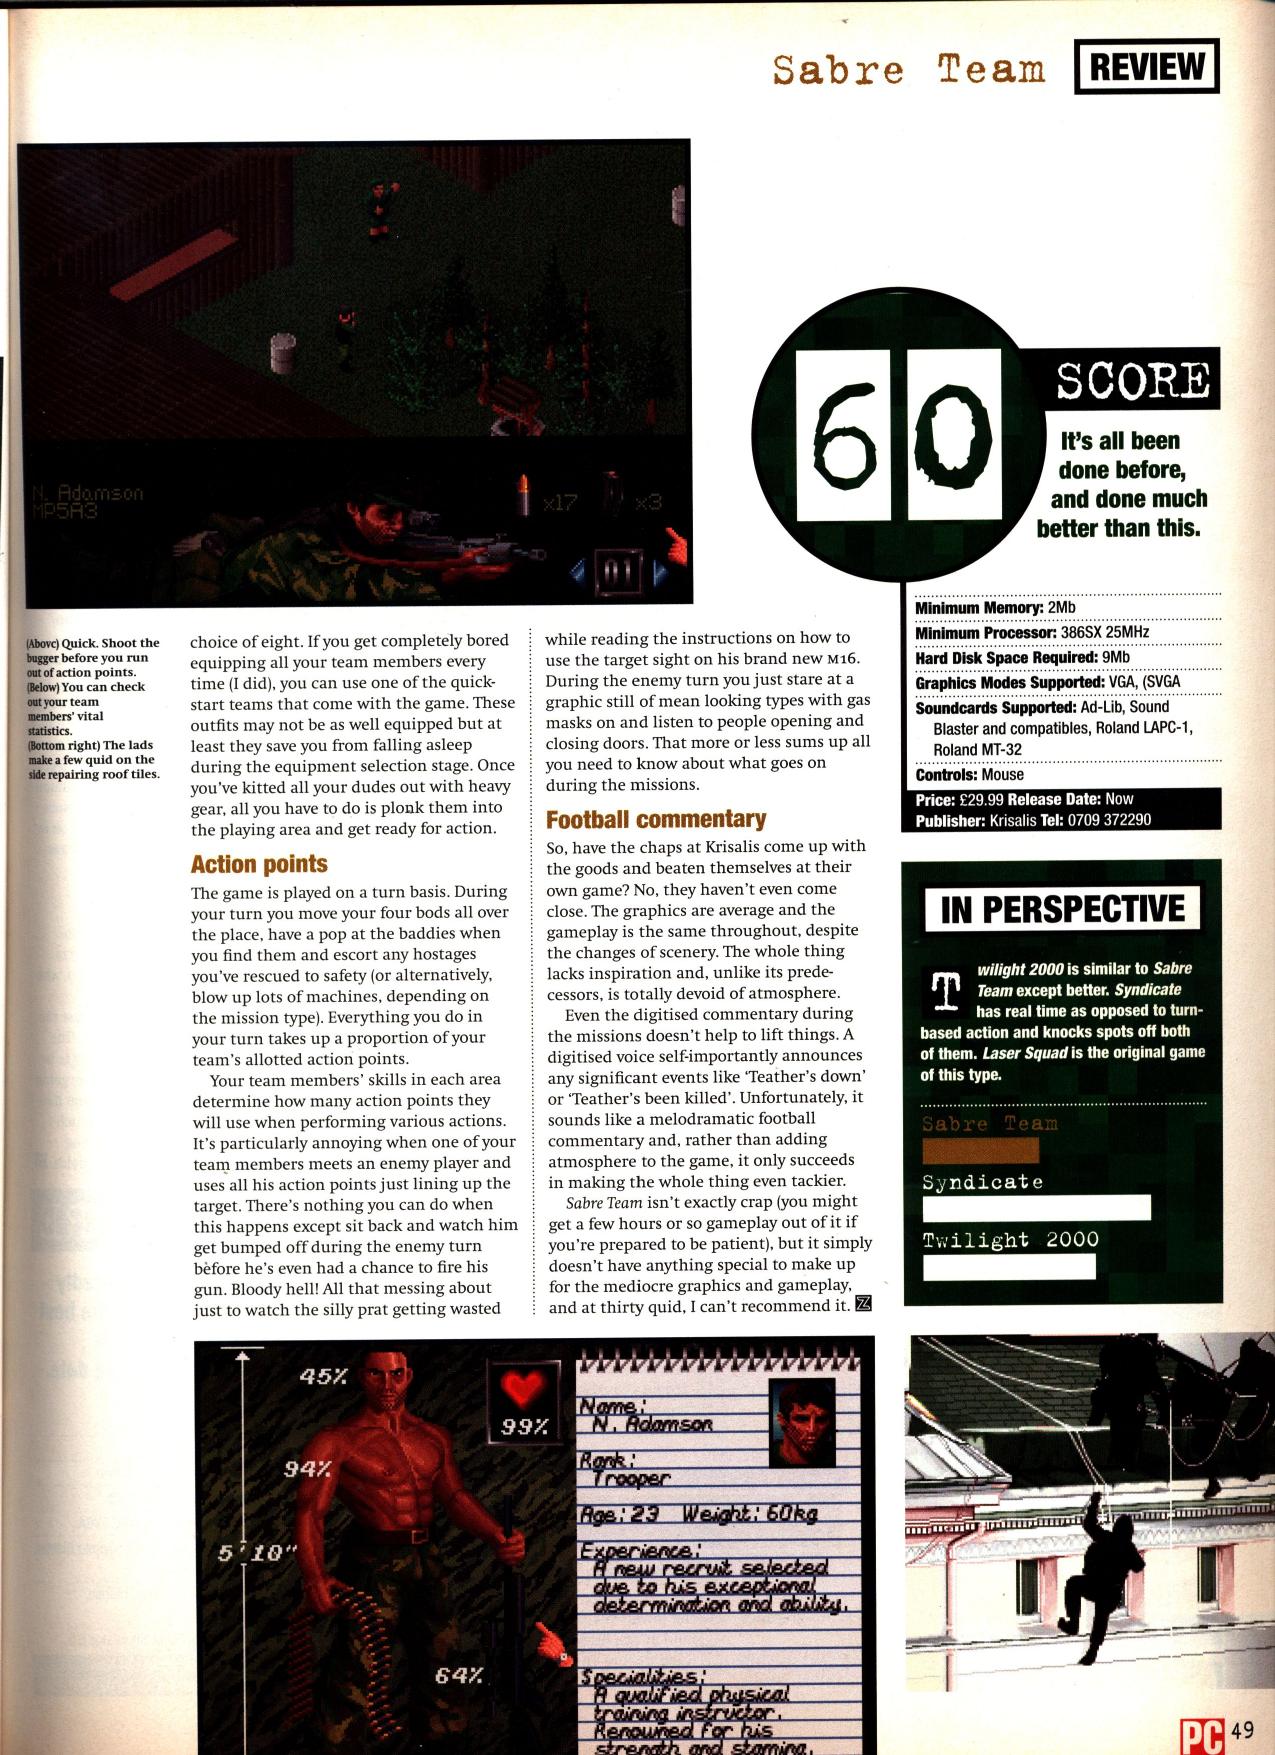 Sabre Team REVIEW
N. Adamson
MP5A3
x17 x3
01
60
SCORE
It's all been
done before,
and done much
better than this.
Minimum Memory: 2Mb
Minimum Processor: 386SX 25MHz
Hard Disk Space Required: 9Mb
Graphics Modes Supported: VGA, (SVGA
Soundcards Supported: Ad-Lib, Sound
Blaster and compatibles, Roland LAPC-1,
Roland MT-32
Controls: Mouse
Price: £29.99 Release Date: Now
Publisher: Krisalis Tel: 0709 372290
(Above) Quick. Shoot the
bugger before you run
out of action points.
(Below) You can check
out your team
members' vital
statistics.
(Bottom right) The lads
make a few quid on the
side repairing roof tiles.
choice of eight. If you get completely bored
equipping all your team members every
time (I did), you can use one of the quick-
start teams that come with the game. These
outfits may not be as well equipped but at
least they save you from falling asleep
during the equipment selection stage. Once
you've kitted all your dudes out with heavy
gear, all you have to do is plonk them into
the playing area and get ready for action.
Action points
The game is played on a turn basis. During
your turn you move your four bods all over
the place, have a pop at the baddies when
you find them and escort any hostages
you've rescued to safety (or alternatively,
blow up lots of machines, depending on
the mission type). Everything you do in
your turn takes up a proportion of your
team's allotted action points.
Your team members' skills in each area
determine how many action points they
will use when performing various actions.
It's particularly annoying when one of your
team members meets an enemy player and
uses all his action points just lining up the
target. There's nothing you can do when
this happens except sit back and watch him
get bumped off during the enemy turn
before he's even had a chance to fire his
gun. Bloody hell! All that messing about
just to watch the silly prat getting wasted
while reading the instructions on how to
use the target sight on his brand new M16.
During the enemy turn you just stare at a
graphic still of mean looking types with gas
masks on and listen to people opening and
closing doors. That more or less sums up all
you need to know about what goes on
during the missions.
Football commentary
So, have the chaps at Krisalis come up with
the goods and beaten themselves at their
own game? No, they haven't even come
close. The graphics are average and the
gameplay is the same throughout, despite
the changes of scenery. The whole thing
lacks inspiration and, unlike its prede-
cessors, is totally devoid of atmosphere.
Even the digitised commentary during
the missions doesn't help to lift things. A
digitised voice self-importantly announces
any significant events like 'Teather's down'
or 'Teather's been killed'. Unfortunately, it
sounds like a melodramatic football
commentary and, rather than adding
atmosphere to the game, it only succeeds
in making the whole thing even tackier.
Sabre Team isn't exactly crap (you might
get a few hours or so gameplay out of it if
you're prepared to be patient), but it simply
doesn't have anything special to make up
for the mediocre graphics and gameplay,
and at thirty quid, I can't recommend it. Z
IN PERSPECTIVE
Twilight 2000 is similar to Sabre
Team except better. Syndicate
has real time as opposed to turn-
based action and knocks spots off both
of them. Laser Squad is the original game
of this type.
Sabre Team
Syndicate
Twilight 2000
45%
99%
94%
5'10"
64%
Name:
N. Adamson
Rank:
Trooper
Age: 23 Weight: 60kg
Experience:
A new recruit selected
due to his exceptional
determination and ability.
Specialities:
A qualified physical
training instructor.
Renowned for his
strength and stamina.
PC 49